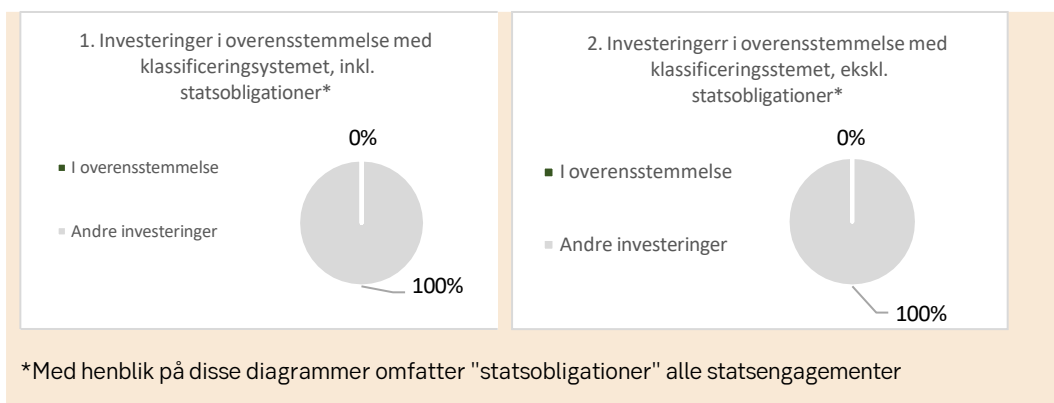 1. Investeringer i overensstemmelse med
klassificeringsystemet, inkl.
statsobligationer*
0%
I overensstemmelse
Andre investeringer
100%
2. Investeringerr i overensstemmelse med
klassificeringsstemet, ekskl.
statsobligationer*
0%
I overensstemmelse
Andre investeringer
100%
*Med henblik på disse diagrammer omfatter "statsobligationer" alle statsengagementer